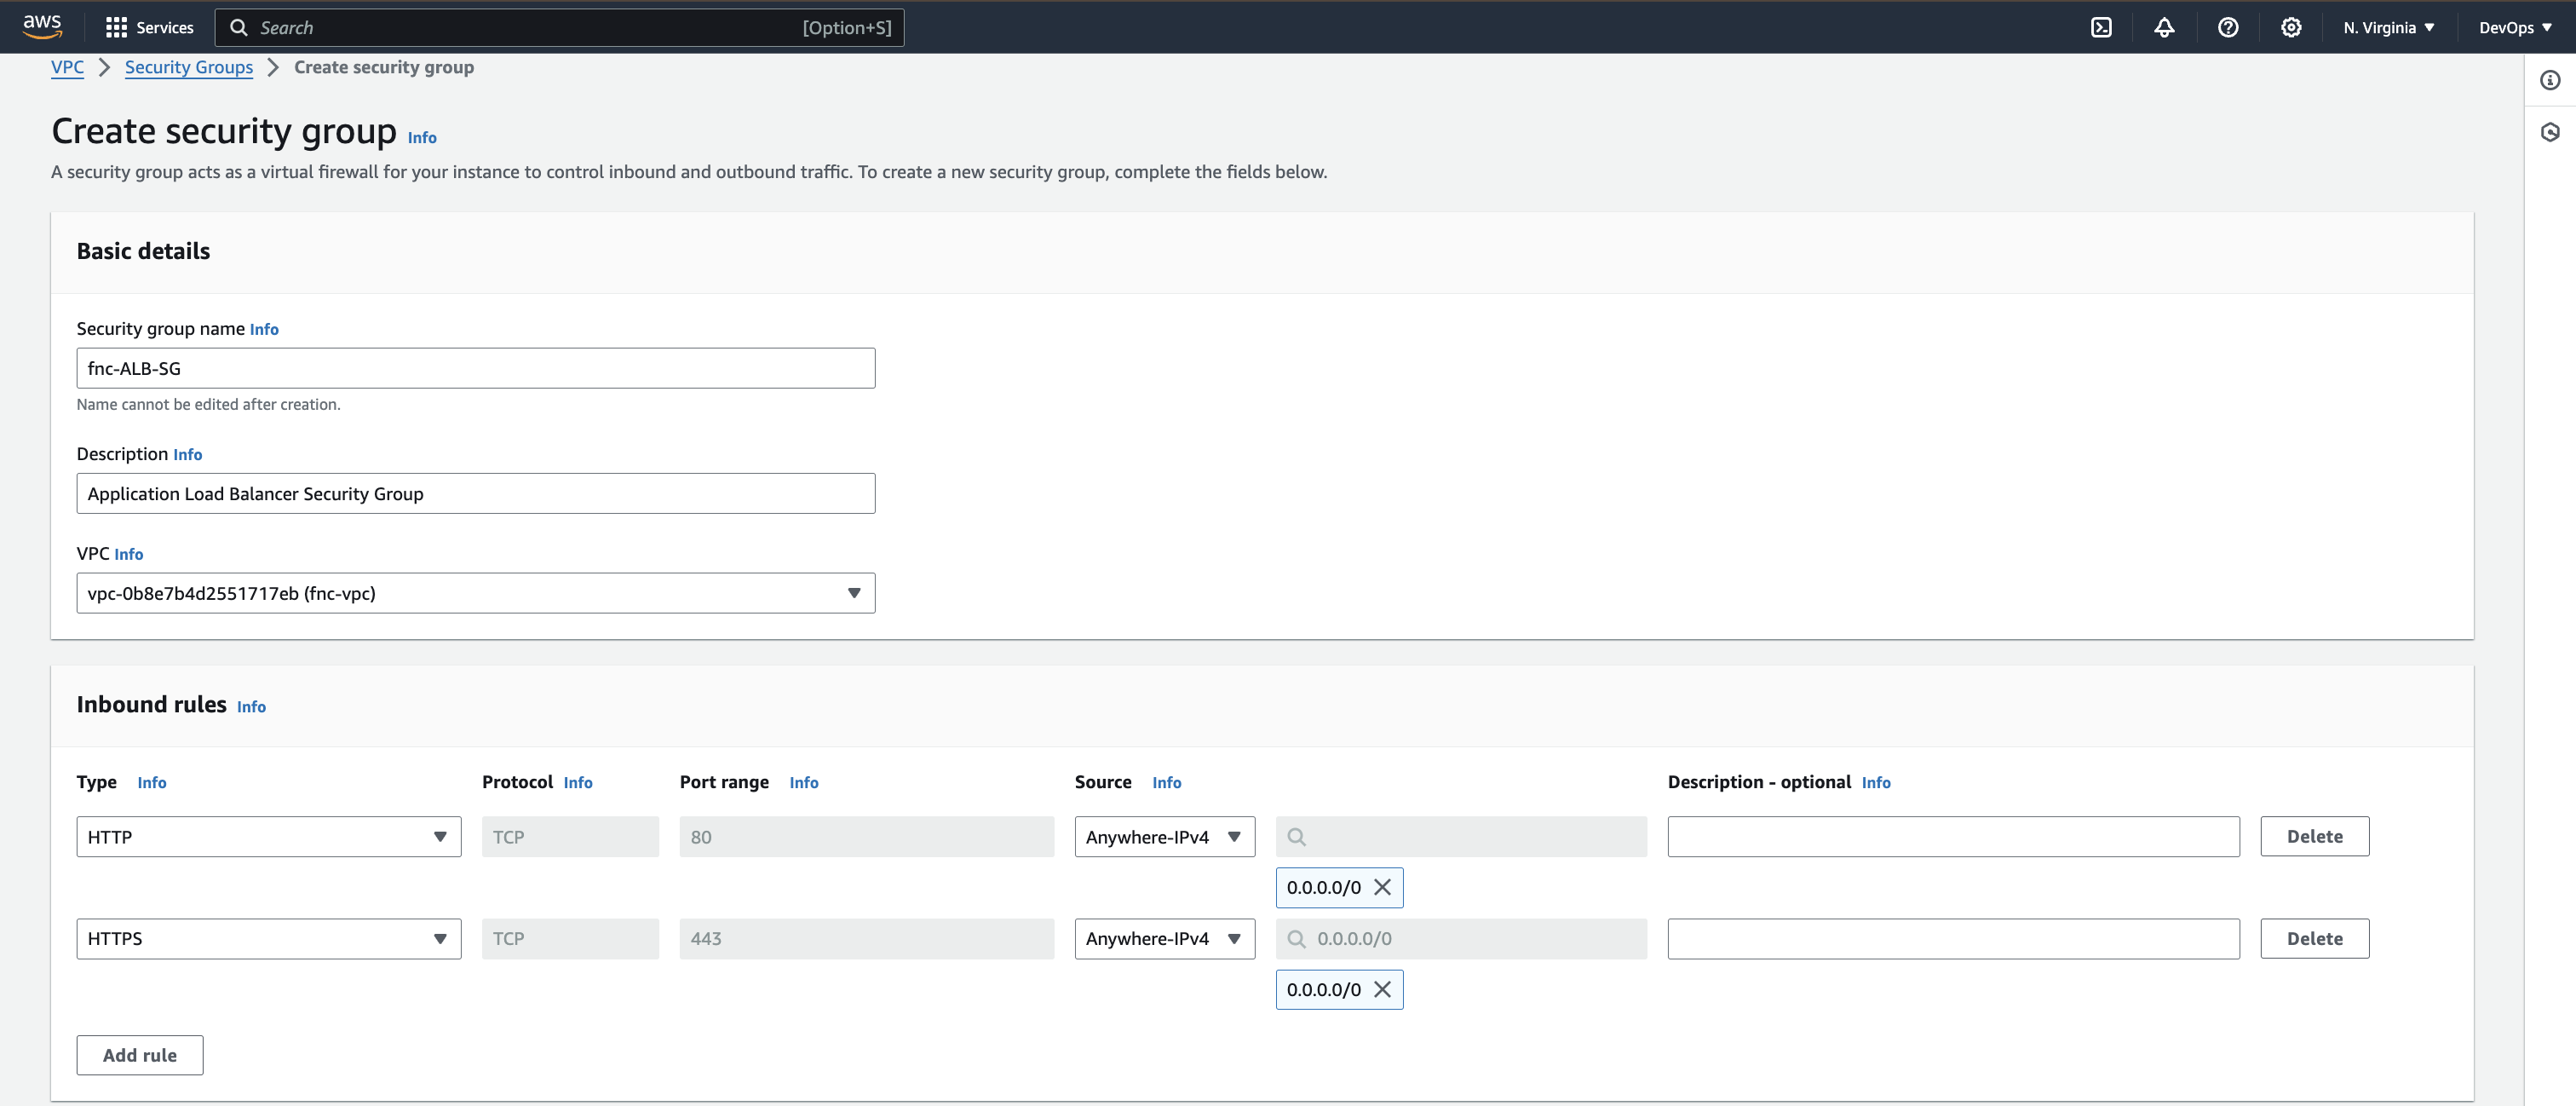 aws Services Search [Option+S] N. Virginia DevOps
VPC Security Groups Create security group
Create security group Info
A security group acts as a virtual firewall for your instance to control inbound and outbound traffic. To create a new security group, complete the fields below.
Basic details
Security group name Info
fnc-ALB-SG
Name cannot be edited after creation.
Description Info
Application Load Balancer Security Group
VPC Info
vpc-0b8e7b4d2551717eb (fnc-vpc)
Inbound rules Info
Type Info Protocol Info Port range Info Source Info Description - optional Info
HTTP TCP 80 Anywhere-IPv4 Delete
0.0.0.0/0
HTTPS TCP 443 Anywhere-IPv4 0.0.0.0/0 Delete
0.0.0.0/0
Add rule